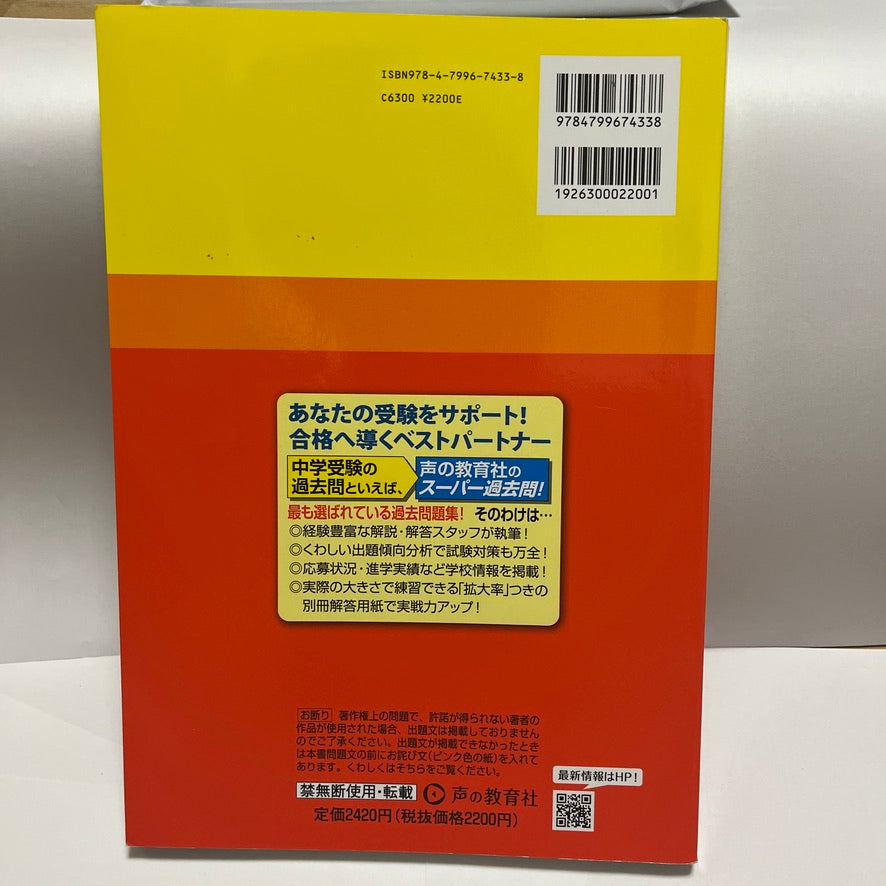 ISBN978-4-7996-7433-8
C6300 ¥2200E
9784799674338
1926300022001
あなたの受験をサポート!
合格へ導くベストパートナー
中学受験の
過去問といえば、
声の教育社の
スーパー過去問!
最も選ばれている過去問題集! そのわけは…
◎経験豊富な解説・解答スタッフが執筆!
◎くわしい出題傾向分析で試験対策も万全!
◎応募状況・進学実績など学校情報を掲載!
◎実際の大きさで練習できる「拡大率」つきの
別冊解答用紙で実戦力アップ!
お断り 著作権上の問題で、許諾が得られない著者の
作品が使用された場合、出題文は掲載しておりません
のでご了承ください。出題文が掲載できなかったとき
は本書問題文の前にお詫び文(ピンク色の紙)を入れて
あります。くわしくはそちらをご覧ください。
禁無断使用・転載 声の教育社
定価2420円(税抜価格2200円)
最新情報はHP!